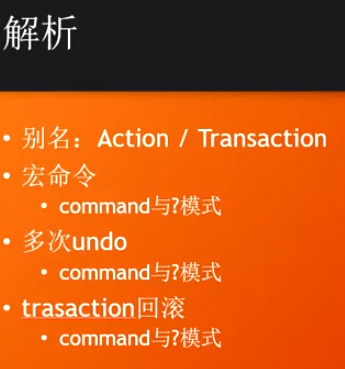 解析
• 别名：Action / Transaction
• 宏命令
• command与?模式
• 多次undo
• command与?模式
• trasaction回滚
• command与?模式